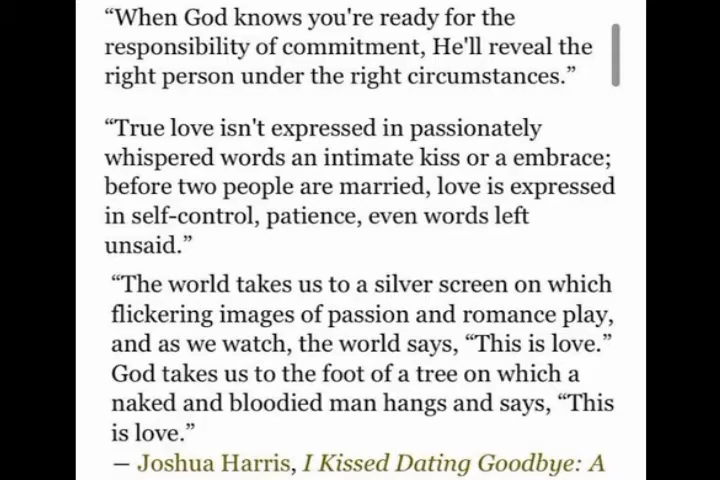 “When God knows you're ready for the
responsibility of commitment, He'll reveal the
right person under the right circumstances.”
“True love isn't expressed in passionately
whispered words an intimate kiss or a embrace;
before two people are married, love is expressed
in self-control, patience, even words left
unsaid.”
“The world takes us to a silver screen on which
flickering images of passion and romance play,
and as we watch, the world says, “This is love.”
God takes us to the foot of a tree on which a
naked and bloodied man hangs and says, “This
is love.”
― Joshua Harris, I Kissed Dating Goodbye: A